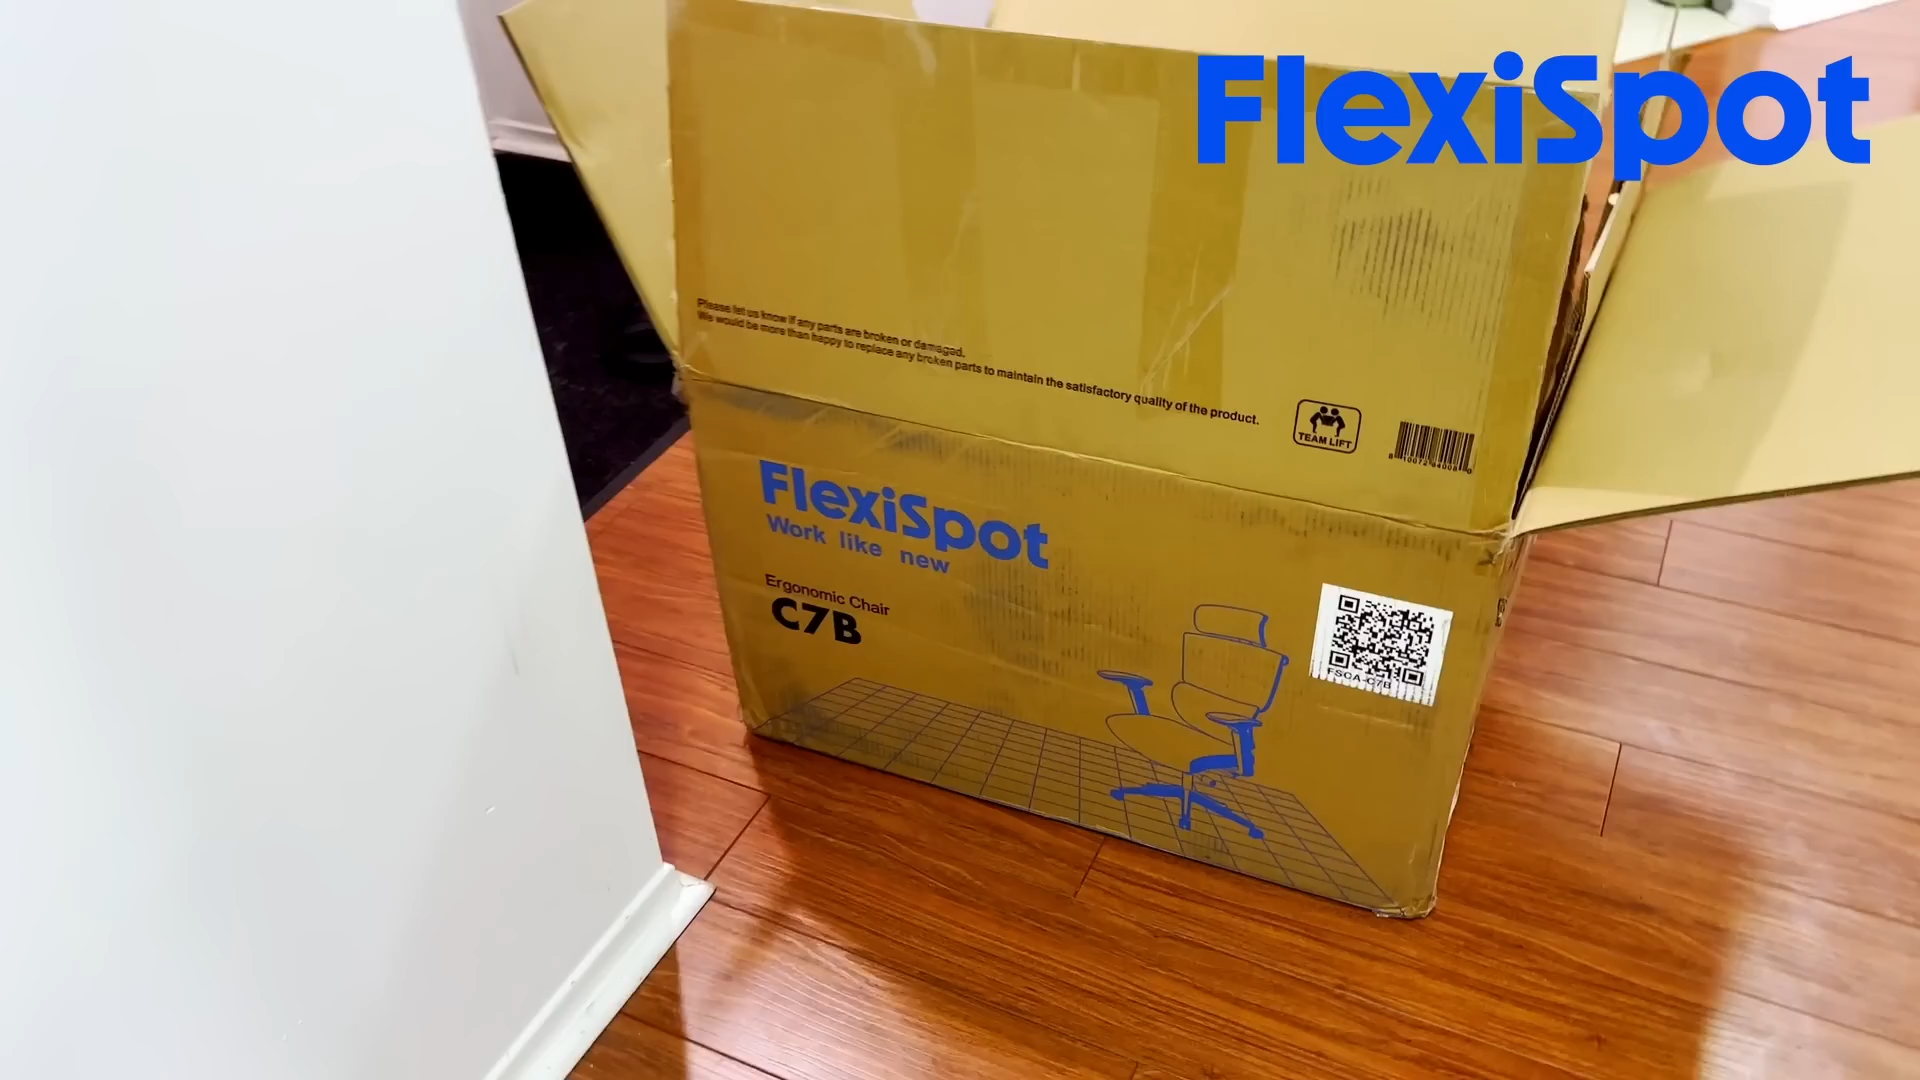 FlexiSpot
Please let us know if any parts are broken or damaged.
We would be more than happy to replace any broken parts to maintain the satisfactory quality of the product.
TEAM LIFT
FlexiSpot
Work like new
Ergonomic Chair
C7B
FSCA-C7B